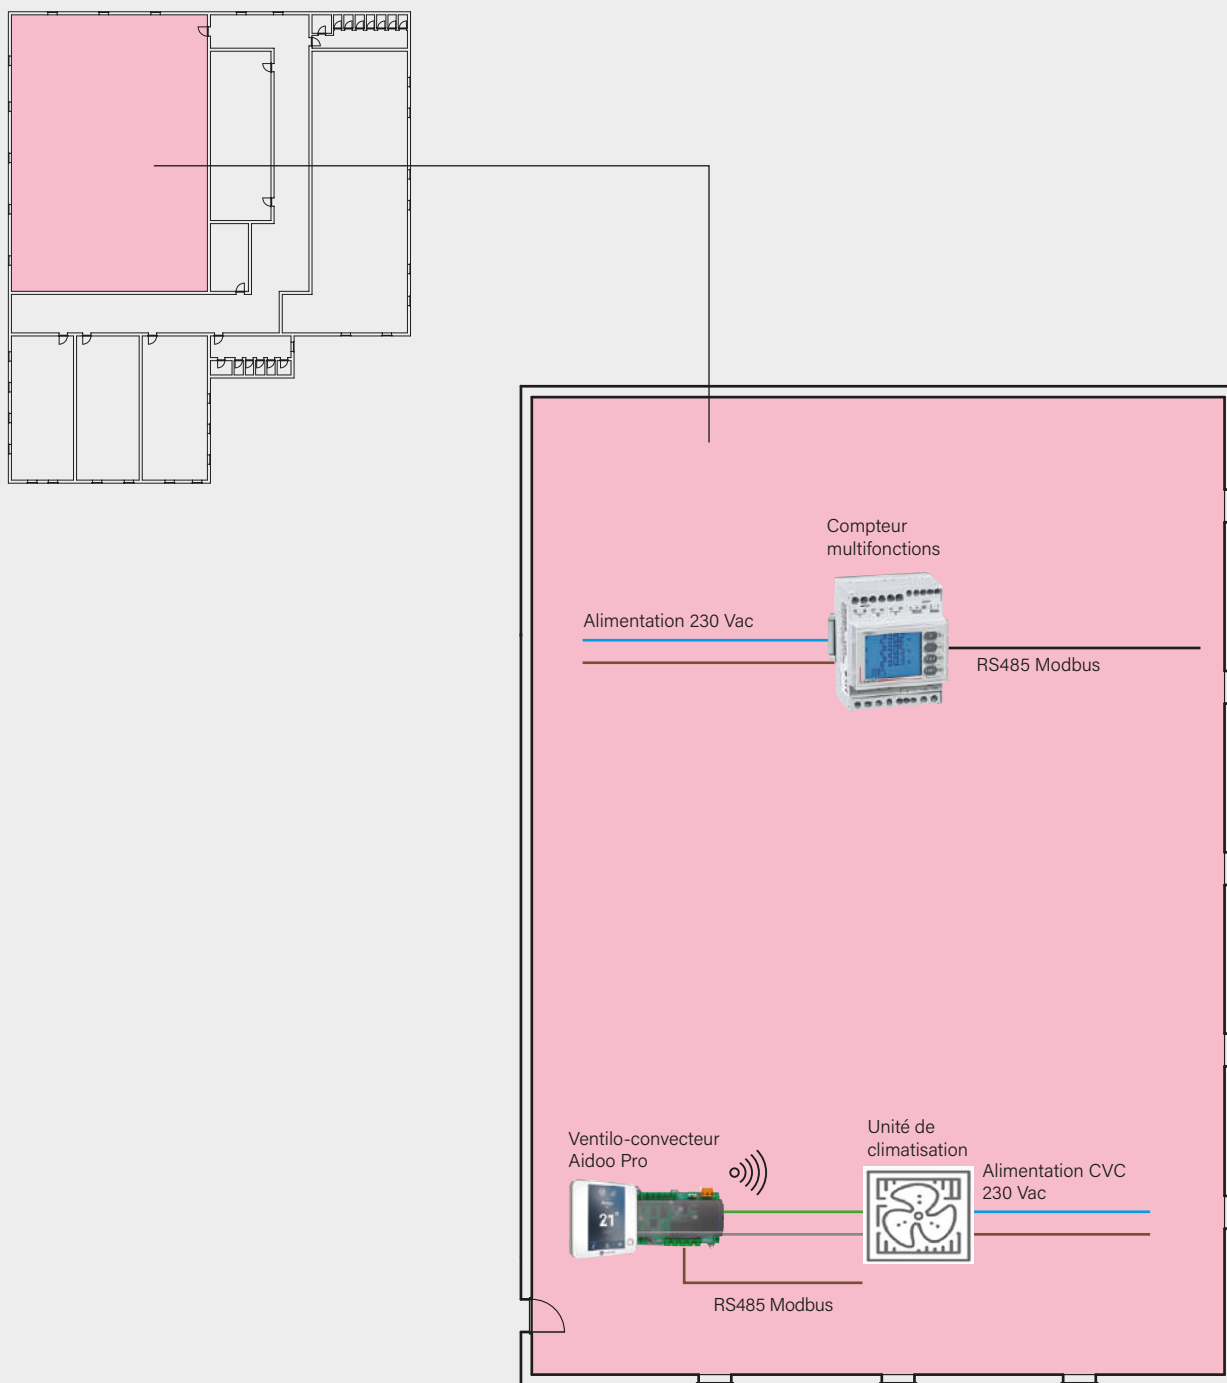 Compteur
multifonctions
Alimentation 230 Vac
RS485 Modbus
Ventilo-convecteur
Aidoo Pro
Unité de
climatisation
Alimentation CVC
230 Vac
21°
RS485 Modbus